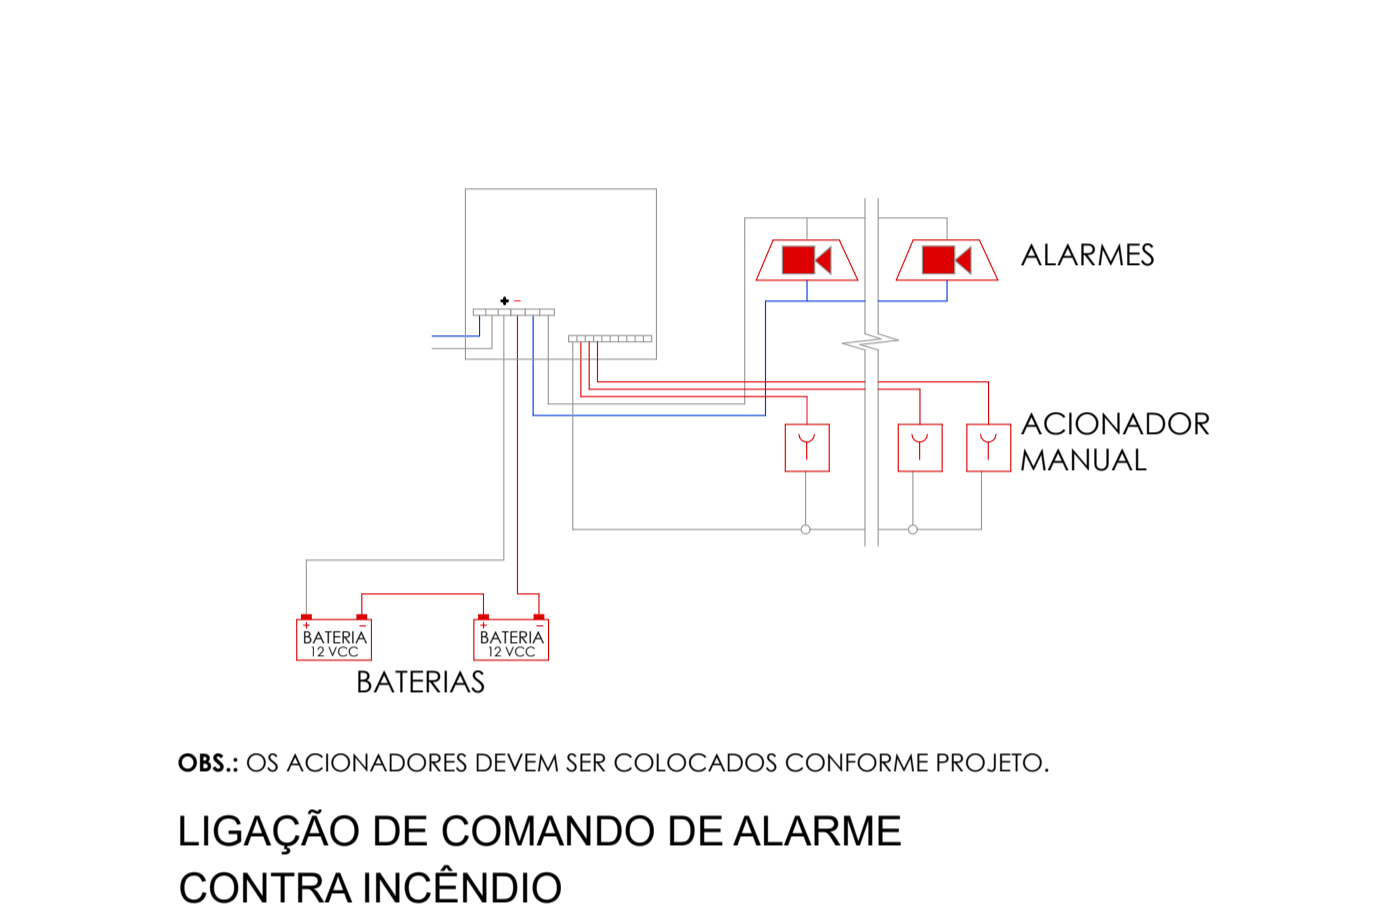 + −
ALARMES
ACIONADOR
MANUAL
+ − + −
BATERIA BATERIA
12 VCC 12 VCC
BATERIAS
OBS.: OS ACIONADORES DEVEM SER COLOCADOS CONFORME PROJETO.
LIGAÇÃO DE COMANDO DE ALARME
CONTRA INCÊNDIO